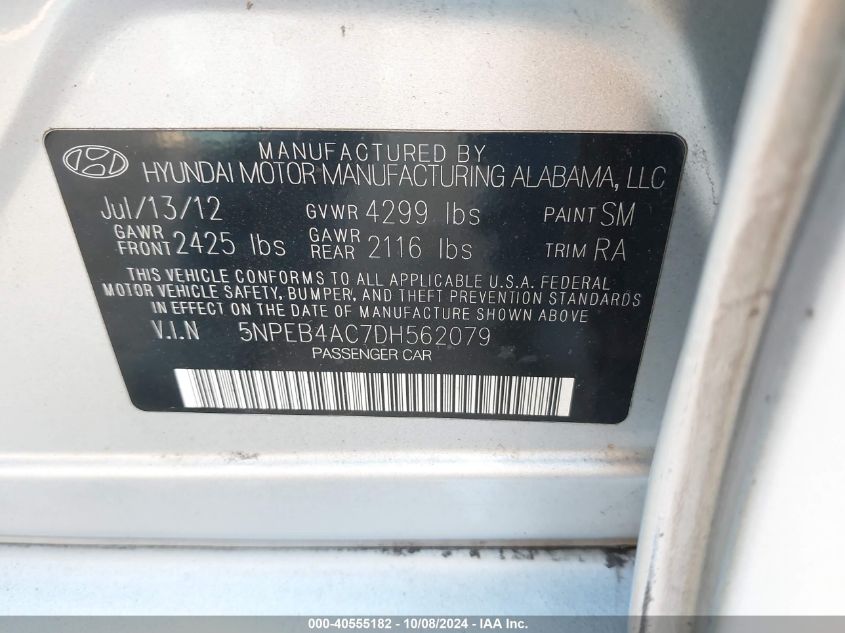 MANUFACTURED BY
HYUNDAI MOTOR MANUFACTURING ALABAMA, LLC
Jul/13/12 GVWR 4299 lbs PAINT SM
GAWR FRONT 2425 lbs GAWR REAR 2116 lbs TRIM RA
THIS VEHICLE CONFORMS TO ALL APPLICABLE U.S.A. FEDERAL
MOTOR VEHICLE SAFETY, BUMPER, AND THEFT PREVENTION STANDARDS
IN EFFECT ON THE DATE OF MANUFACTURE SHOWN ABOVE
V.I.N 5NPEB4AC7DH562079
PASSENGER CAR
000-40555182 - 10/08/2024 - IAA Inc.